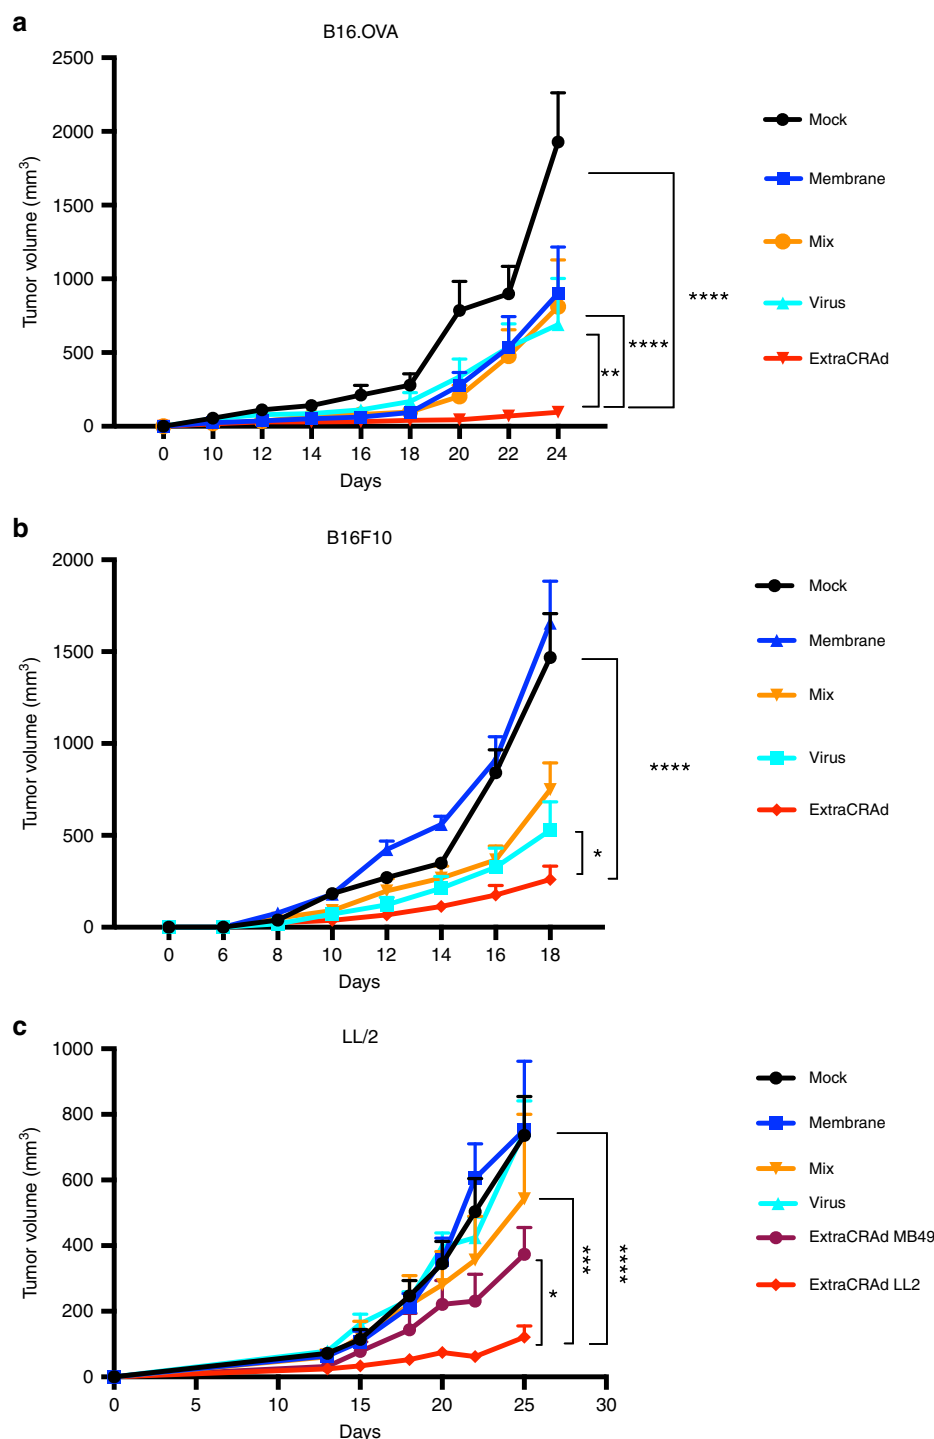 a
B16.OVA
2500
2000
1500
1000
500
0
Tumor volume (mm³)
0 10 12 14 16 18 20 22 24
Days
Mock
Membrane
Mix
Virus
ExtraCRAd
**
****
****
b
B16F10
2000
1500
1000
500
0
Tumor volume (mm³)
0 6 8 10 12 14 16 18
Days
Mock
Membrane
Mix
Virus
ExtraCRAd
*
****
c
LL/2
1000
800
600
400
200
0
Tumor volume (mm³)
0 5 10 15 20 25 30
Days
Mock
Membrane
Mix
Virus
ExtraCRAd MB49
ExtraCRAd LL2
*
***
****